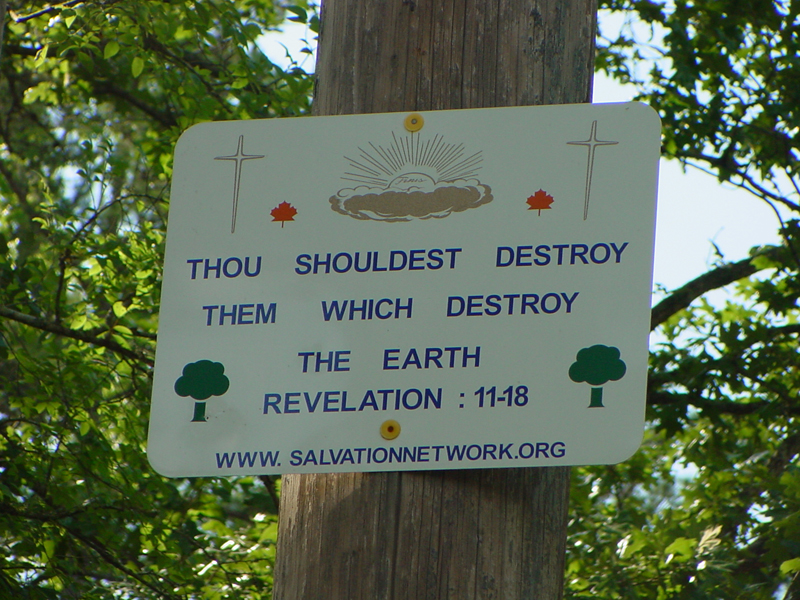 THOU SHOULDEST DESTROY
THEM WHICH DESTROY
THE EARTH
REVELATION : 11-18
WWW. SALVATIONNETWORK.ORG